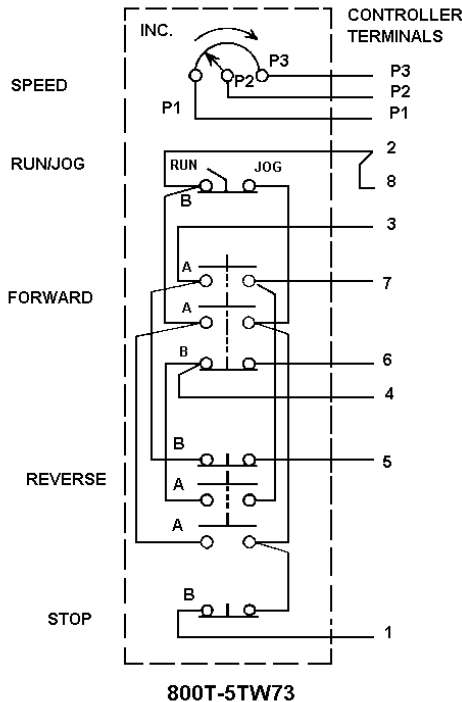 INC.
CONTROLLER
TERMINALS
SPEED
P3
P2
P1
P3
P2
P1
RUN/JOG
RUN
JOG
B
2
8
3
FORWARD
A
7
A
B
6
4
REVERSE
B
5
A
A
STOP
B
1
800T-5TW73